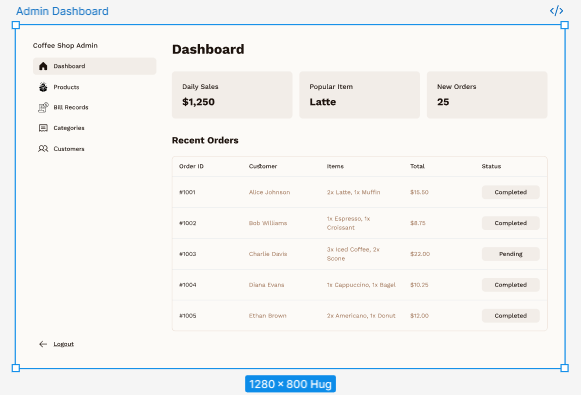 Admin Dashboard
</>
Coffee Shop Admin
Dashboard
Products
Bill Records
Categories
Customers
Logout
Dashboard
Daily Sales
$1,250
Popular Item
Latte
New Orders
25
Recent Orders
Order ID Customer Items Total Status
#1001 Alice Johnson 2x Latte, 1x Muffin $15.50 Completed
#1002 Bob Williams 1x Espresso, 1x
Croissant $8.75 Completed
#1003 Charlie Davis 3x Iced Coffee, 2x
Scone $22.00 Pending
#1004 Diana Evans 1x Cappuccino, 1x Bagel $10.25 Completed
#1005 Ethan Brown 2x Americano, 1x Donut $12.00 Completed
1280 × 800 Hug